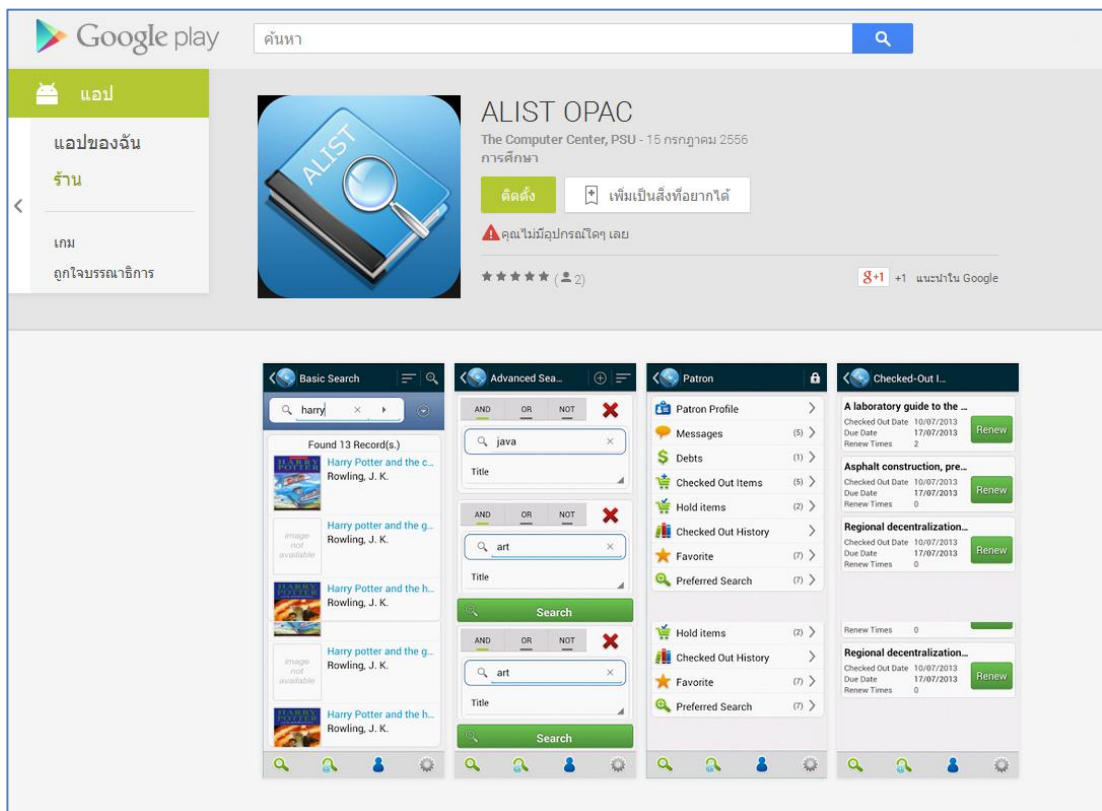 Google play
ค้นหา
แอป
แอปของฉัน
ร้าน
เกม
ถูกใจบรรณาธิการ
ALIST
ALIST OPAC
The Computer Center, PSU - 15 กรกฎาคม 2556
การศึกษา
ติดตั้ง
เพิ่มเป็นสิ่งที่อยากได้
คุณไม่มีอุปกรณ์ใดๆ เลย
(2)
g+1 +1 แนะนำใน Google
Basic Search
harry
Found 13 Record(s.)
HARRY POTTER
Harry Potter and the c...
Rowling, J. K.
image not available
Harry potter and the g...
Rowling, J. K.
Harry Potter and the h...
Rowling, J. K.
image not available
Harry potter and the g...
Rowling, J. K.
Harry Potter and the h...
Rowling, J. K.
Advanced Sea...
AND OR NOT
java
Title
AND OR NOT
art
Title
Search
AND OR NOT
art
Title
Search
Patron
Patron Profile
Messages (5)
Debts (1)
Checked Out Items (5)
Hold items (2)
Checked Out History
Favorite (7)
Preferred Search (7)
Hold items (2)
Checked Out History
Favorite (7)
Preferred Search (7)
Checked-Out I...
A laboratory guide to the ...
Checked Out Date 10/07/2013
Due Date 17/07/2013
Renew Times 2
Renew
Asphalt construction, pre...
Checked Out Date 10/07/2013
Due Date 17/07/2013
Renew Times 0
Renew
Regional decentralization...
Checked Out Date 10/07/2013
Due Date 17/07/2013
Renew Times 0
Renew
Renew Times 0
Regional decentralization...
Checked Out Date 10/07/2013
Due Date 17/07/2013
Renew Times 0
Renew